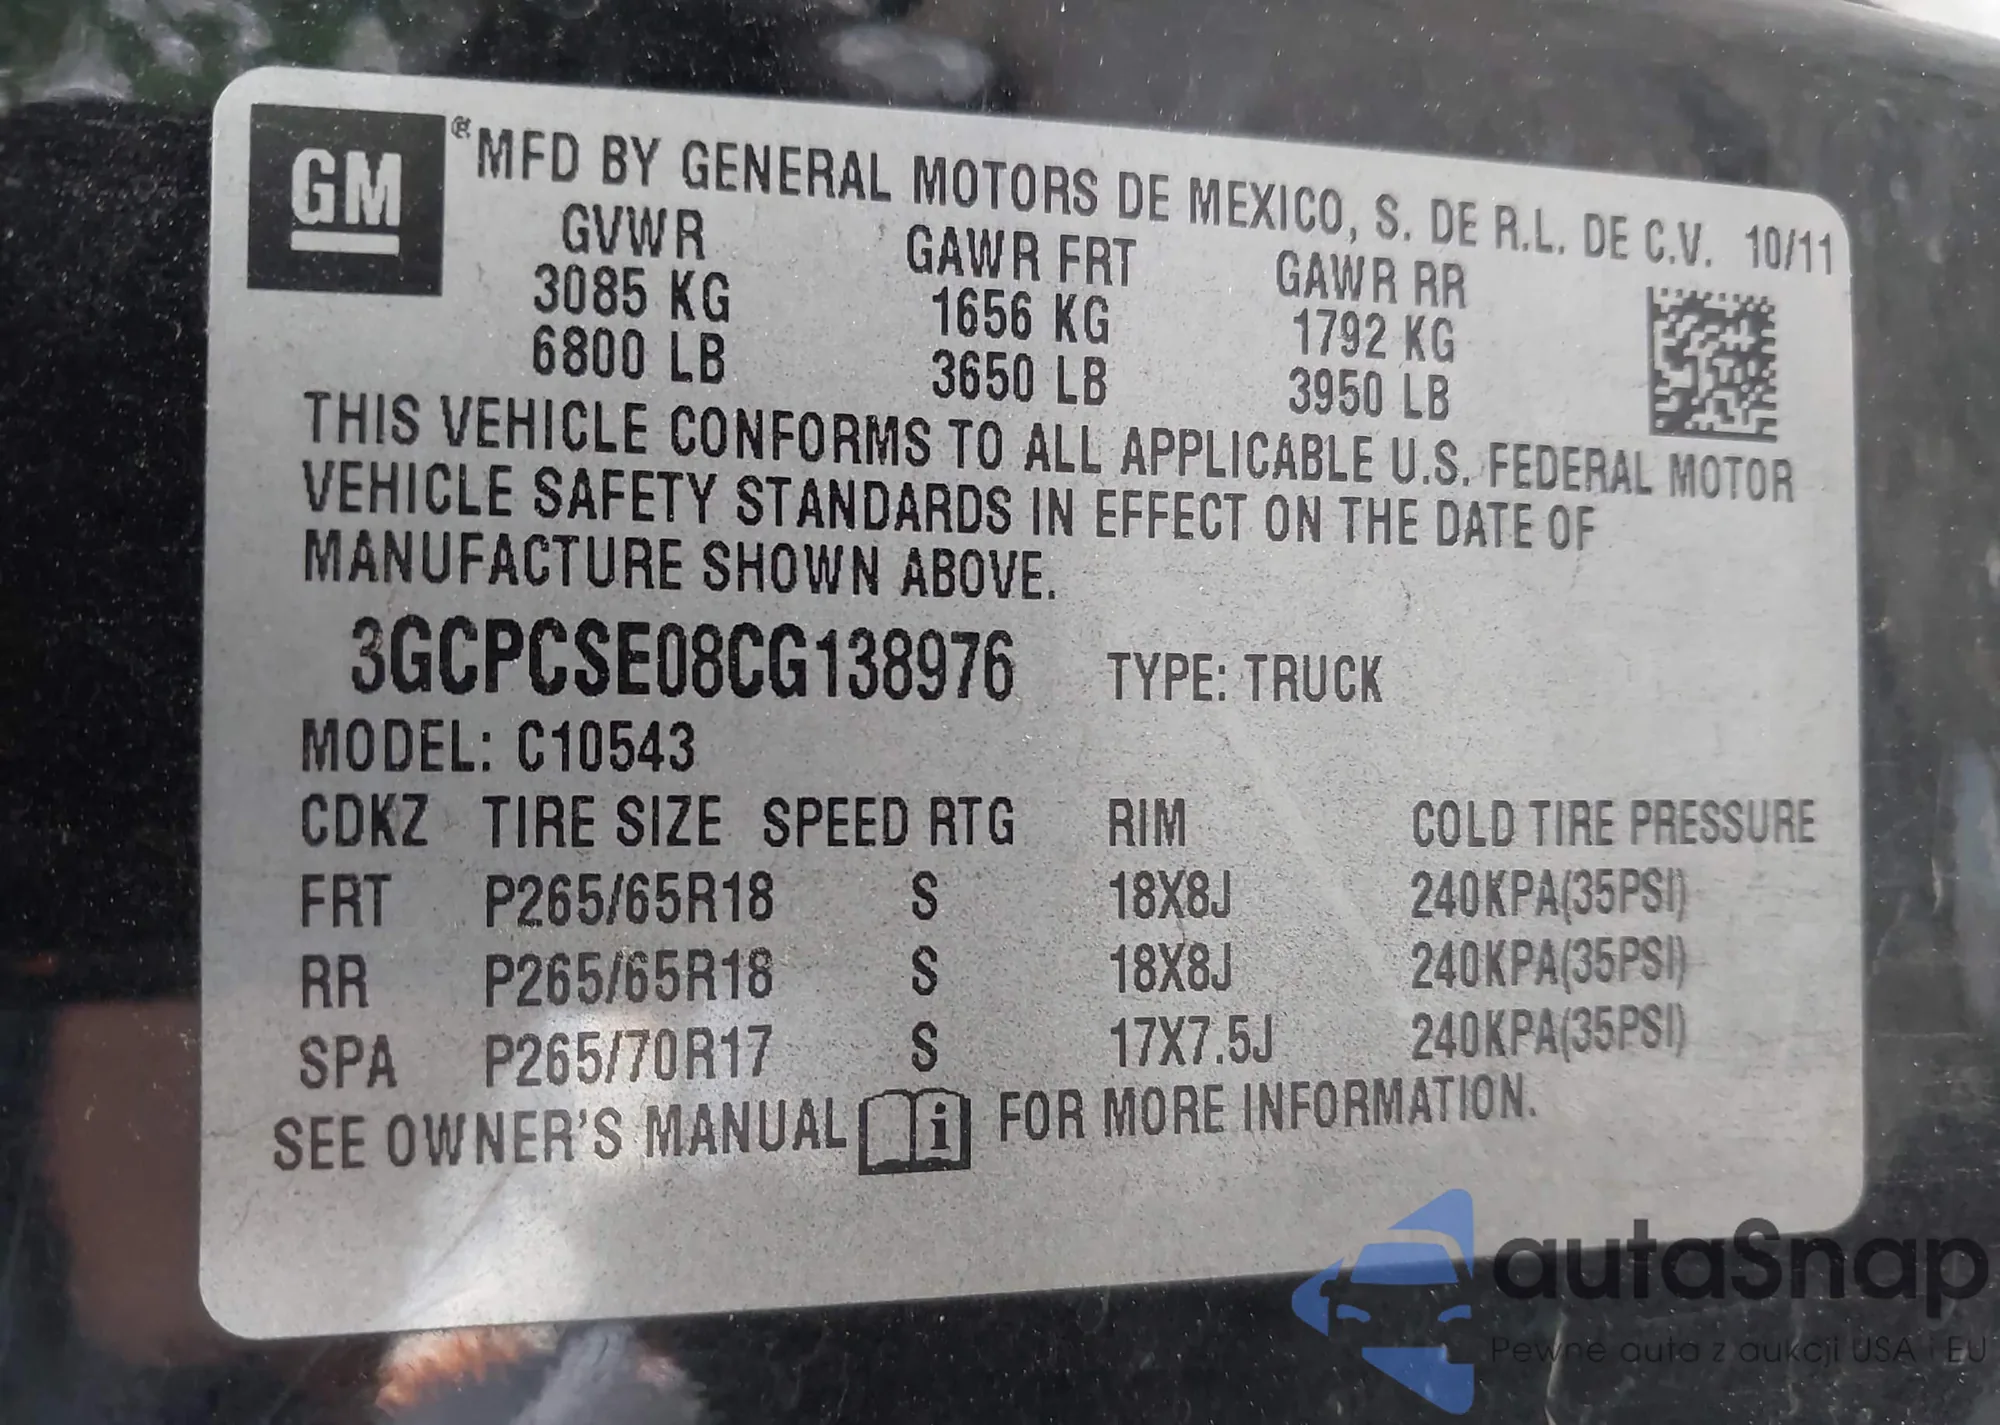 GM ® MFD BY GENERAL MOTORS DE MEXICO, S. DE R.L. DE C.V. 10/11
GVWR GAWR FRT GAWR RR
3085 KG 1656 KG 1792 KG
6800 LB 3650 LB 3950 LB
THIS VEHICLE CONFORMS TO ALL APPLICABLE U.S. FEDERAL MOTOR
VEHICLE SAFETY STANDARDS IN EFFECT ON THE DATE OF
MANUFACTURE SHOWN ABOVE.
3GCPCSE08CG138976 TYPE: TRUCK
MODEL: C10543
CDKZ TIRE SIZE SPEED RTG RIM COLD TIRE PRESSURE
FRT P265/65R18 S 18X8J 240KPA(35PSI)
RR P265/65R18 S 18X8J 240KPA(35PSI)
SPA P265/70R17 S 17X7.5J 240KPA(35PSI)
SEE OWNER'S MANUAL i FOR MORE INFORMATION.
autaSnap
Pewne auta z aukcji USA i EU